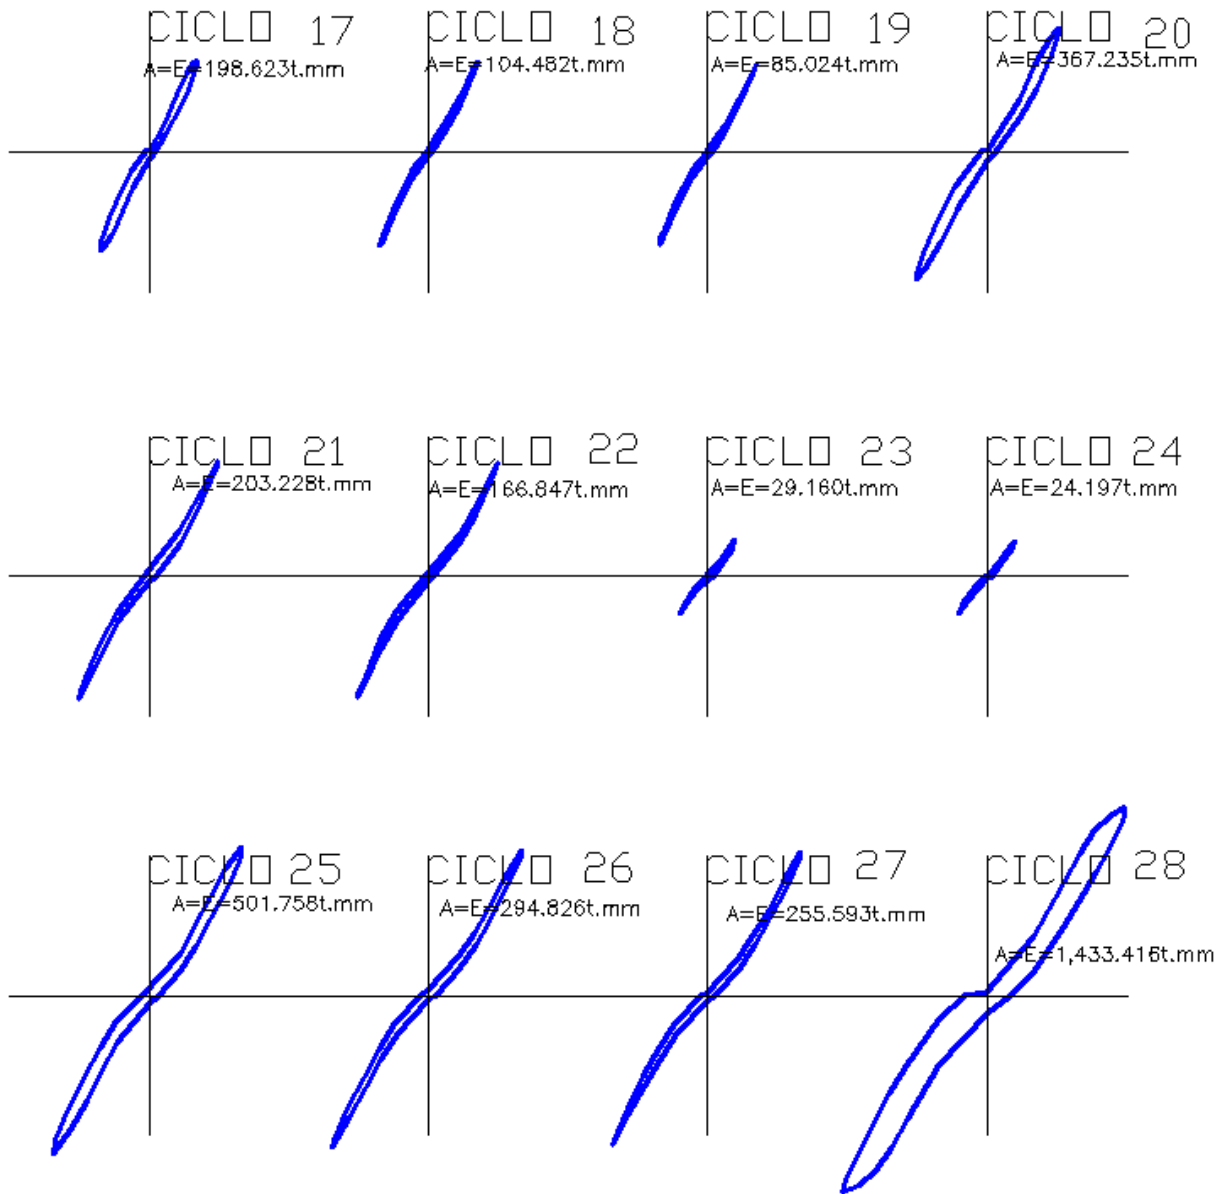 CICLO 17
A=E=198.623t.mm
CICLO 18
A=E=104.482t.mm
CICLO 19
A=E=85.024t.mm
CICLO 20
A=E=367.235t.mm
CICLO 21
A=E=203.228t.mm
CICLO 22
A=E=166.847t.mm
CICLO 23
A=E=29.160t.mm
CICLO 24
A=E=24.197t.mm
CICLO 25
A=E=501.758t.mm
CICLO 26
A=E=294.826t.mm
CICLO 27
A=E=255.593t.mm
CICLO 28
A=E=1,433.416t.mm